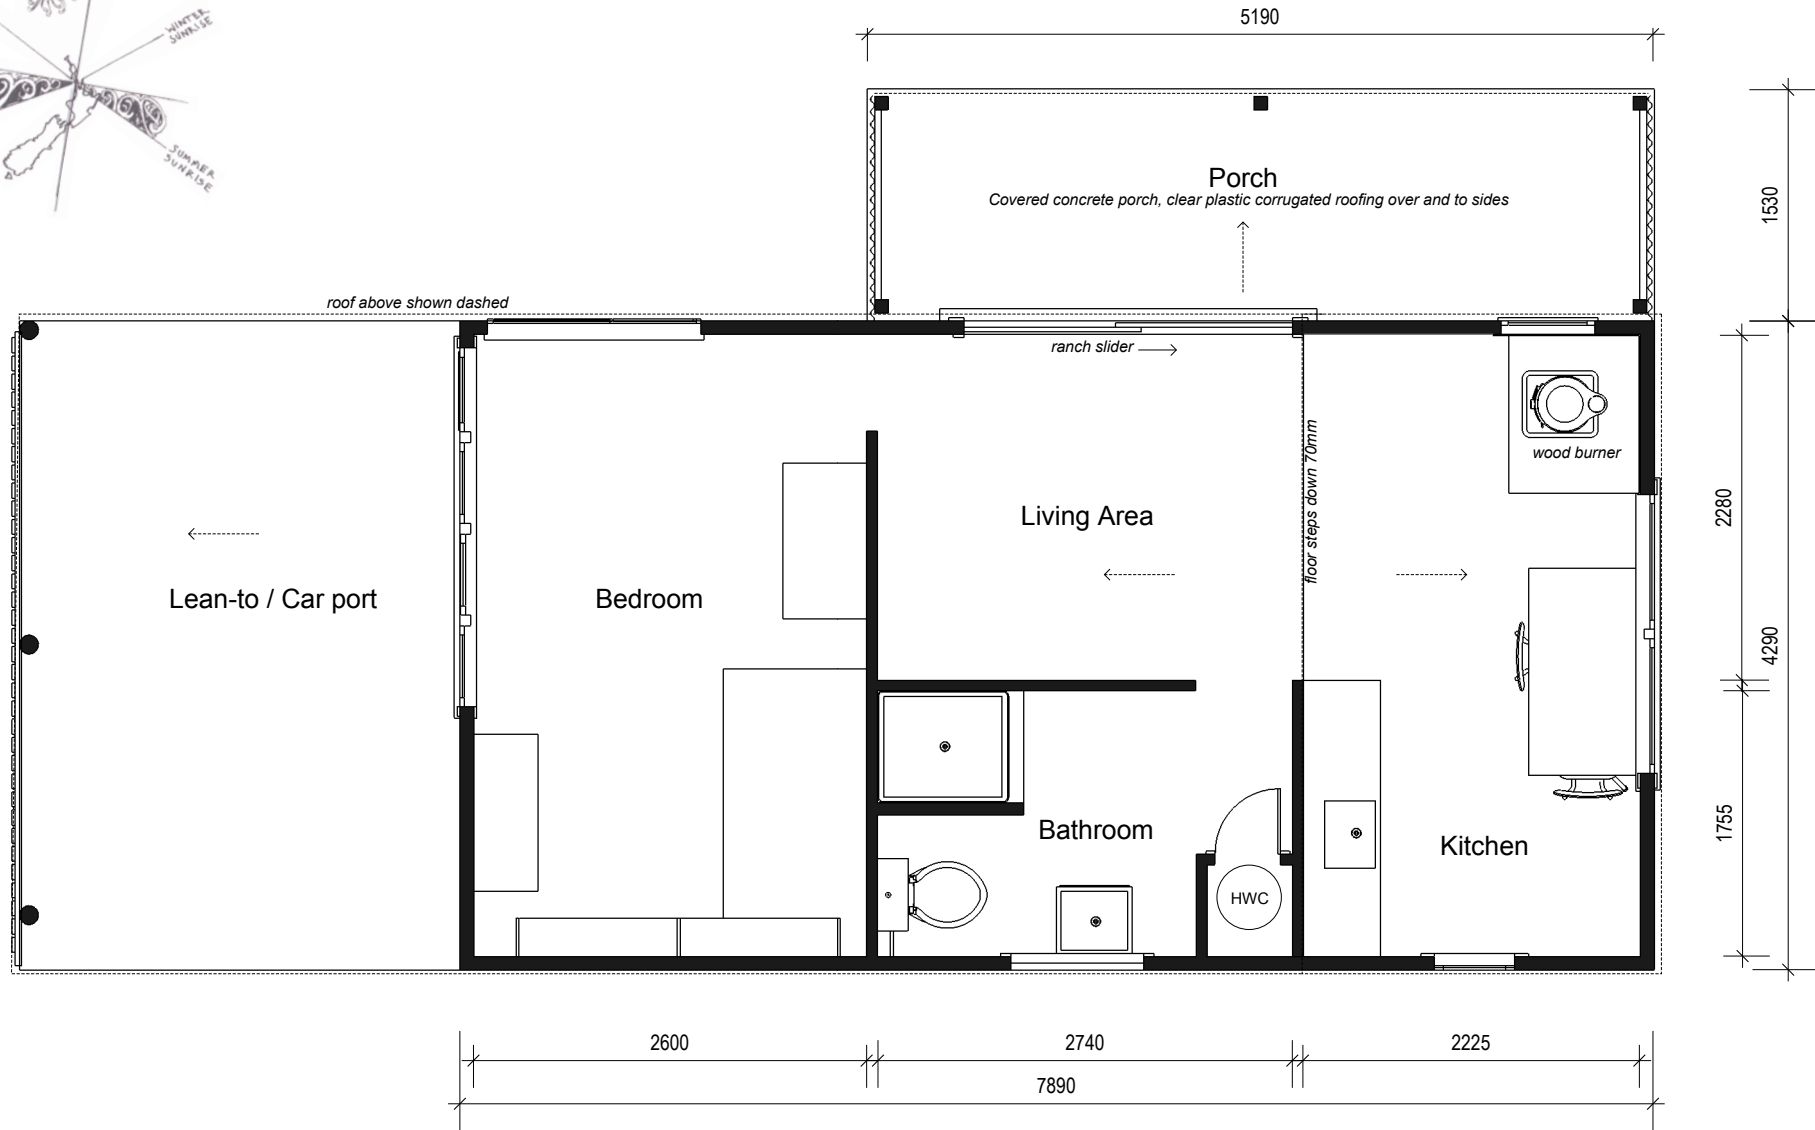 WINTER
SUNRISE
SUMMER
SUNRISE
5190
Porch
Covered concrete porch, clear plastic corrugated roofing over and to sides
1530
roof above shown dashed
ranch slider
floor steps down 70mm
wood burner
Living Area
2280
Lean-to / Car port
Bedroom
4290
Bathroom
Kitchen
1755
HWC
2600
2740
2225
7890